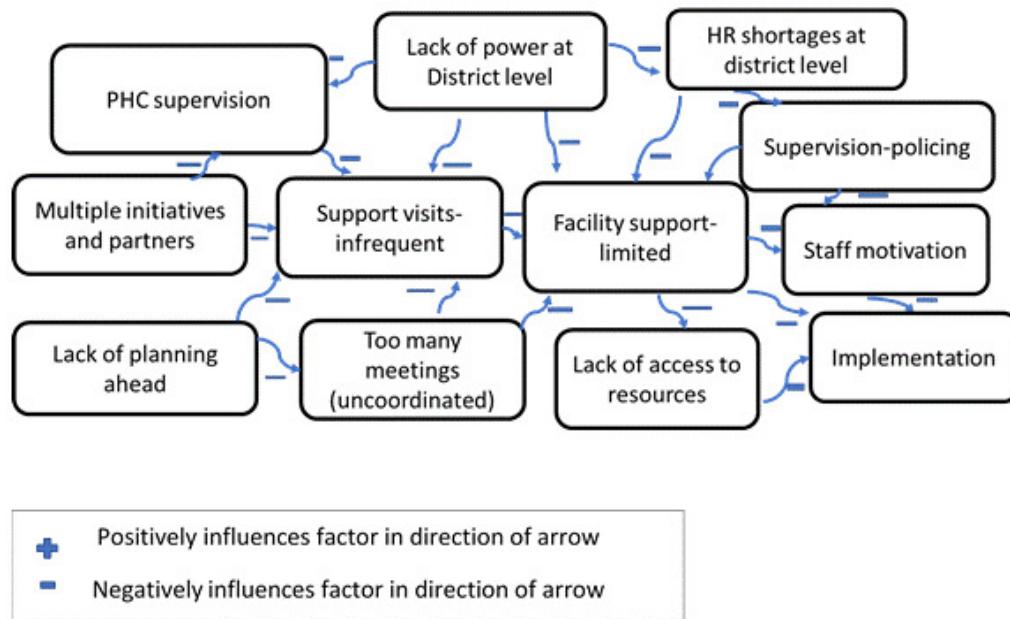 Lack of power at
District level
HR shortages at
district level
PHC supervision
Supervision-policing
Multiple initiatives
and partners
Support visits-
infrequent
Facility support-
limited
Staff motivation
Lack of planning
ahead
Too many
meetings
(uncoordinated)
Lack of access to
resources
Implementation
+ Positively influences factor in direction of arrow
- Negatively influences factor in direction of arrow